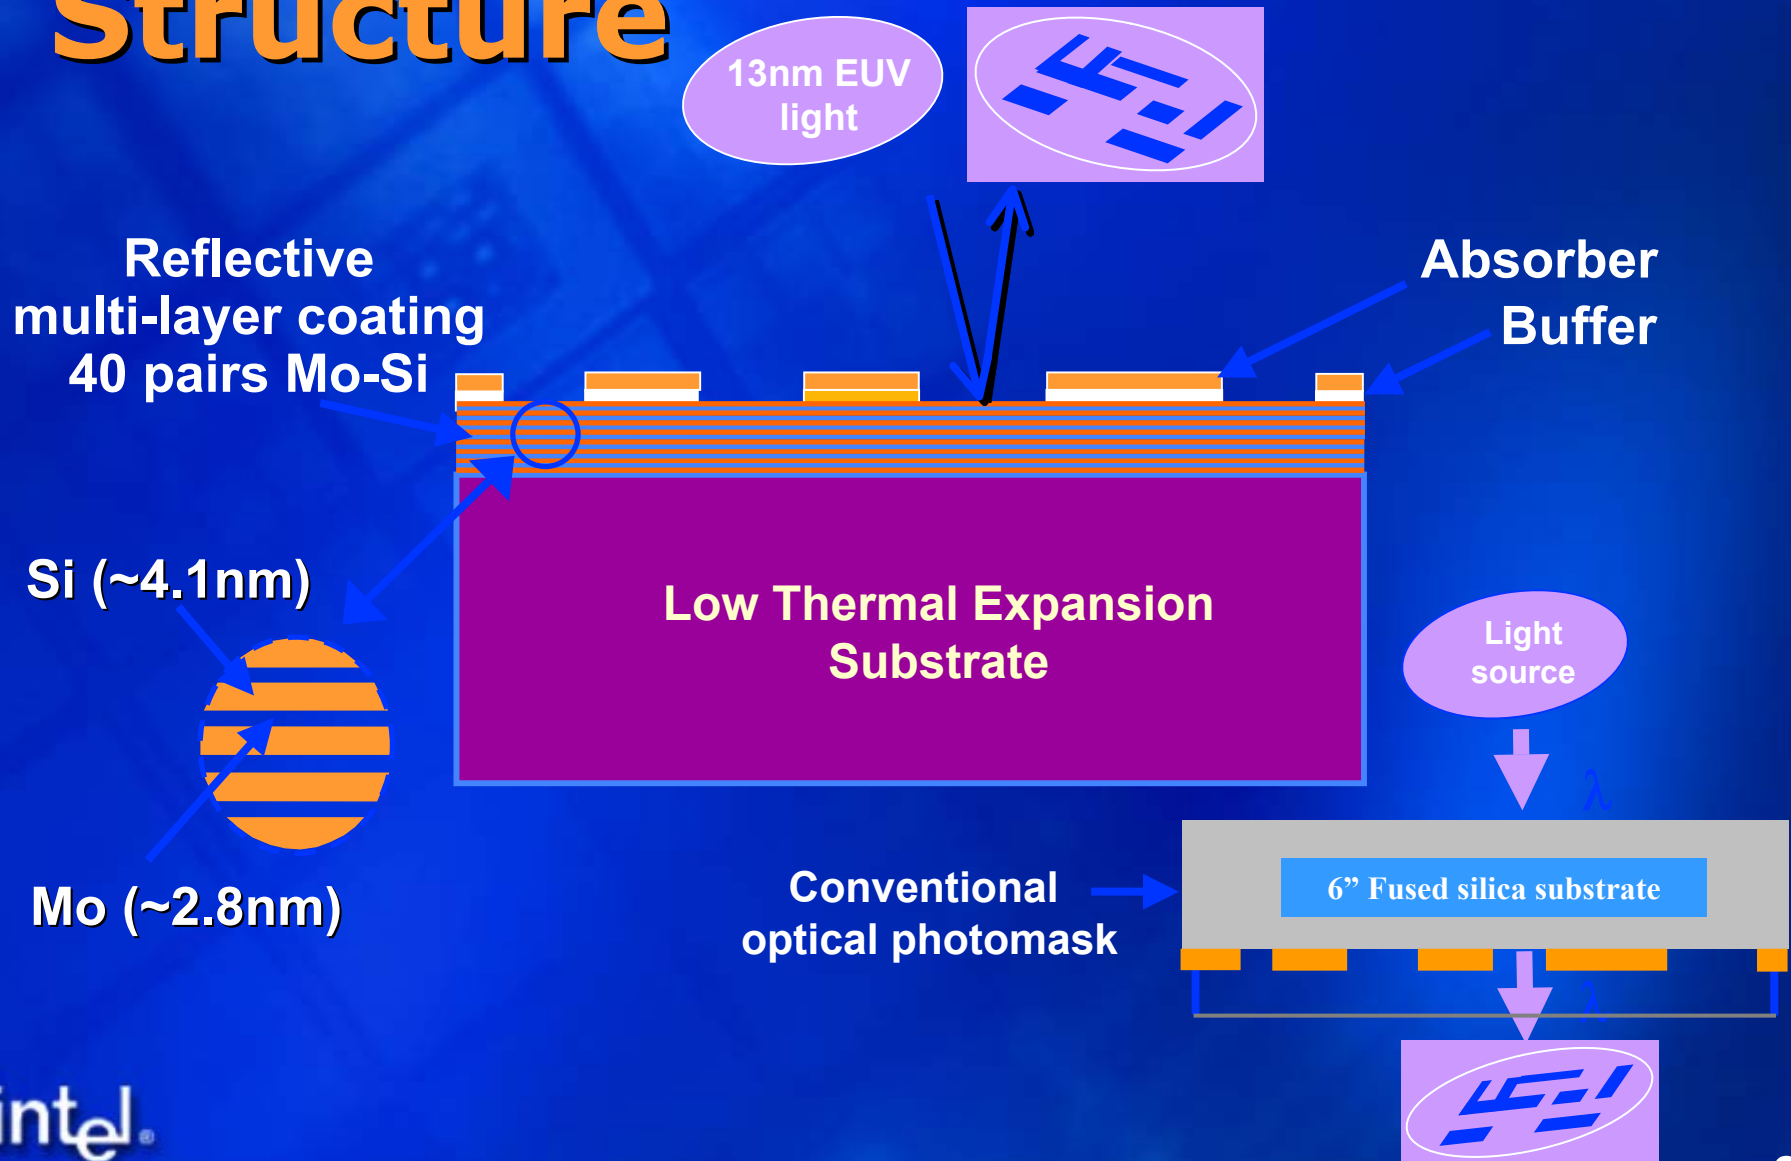 Structure
13nm EUV
light
Reflective
multi-layer coating
40 pairs Mo-Si
Absorber
Buffer
Si (~4.1nm)
Low Thermal Expansion
Substrate
Mo (~2.8nm)
Light
source
λ
Conventional
optical photomask
6” Fused silica substrate
λ
intel®